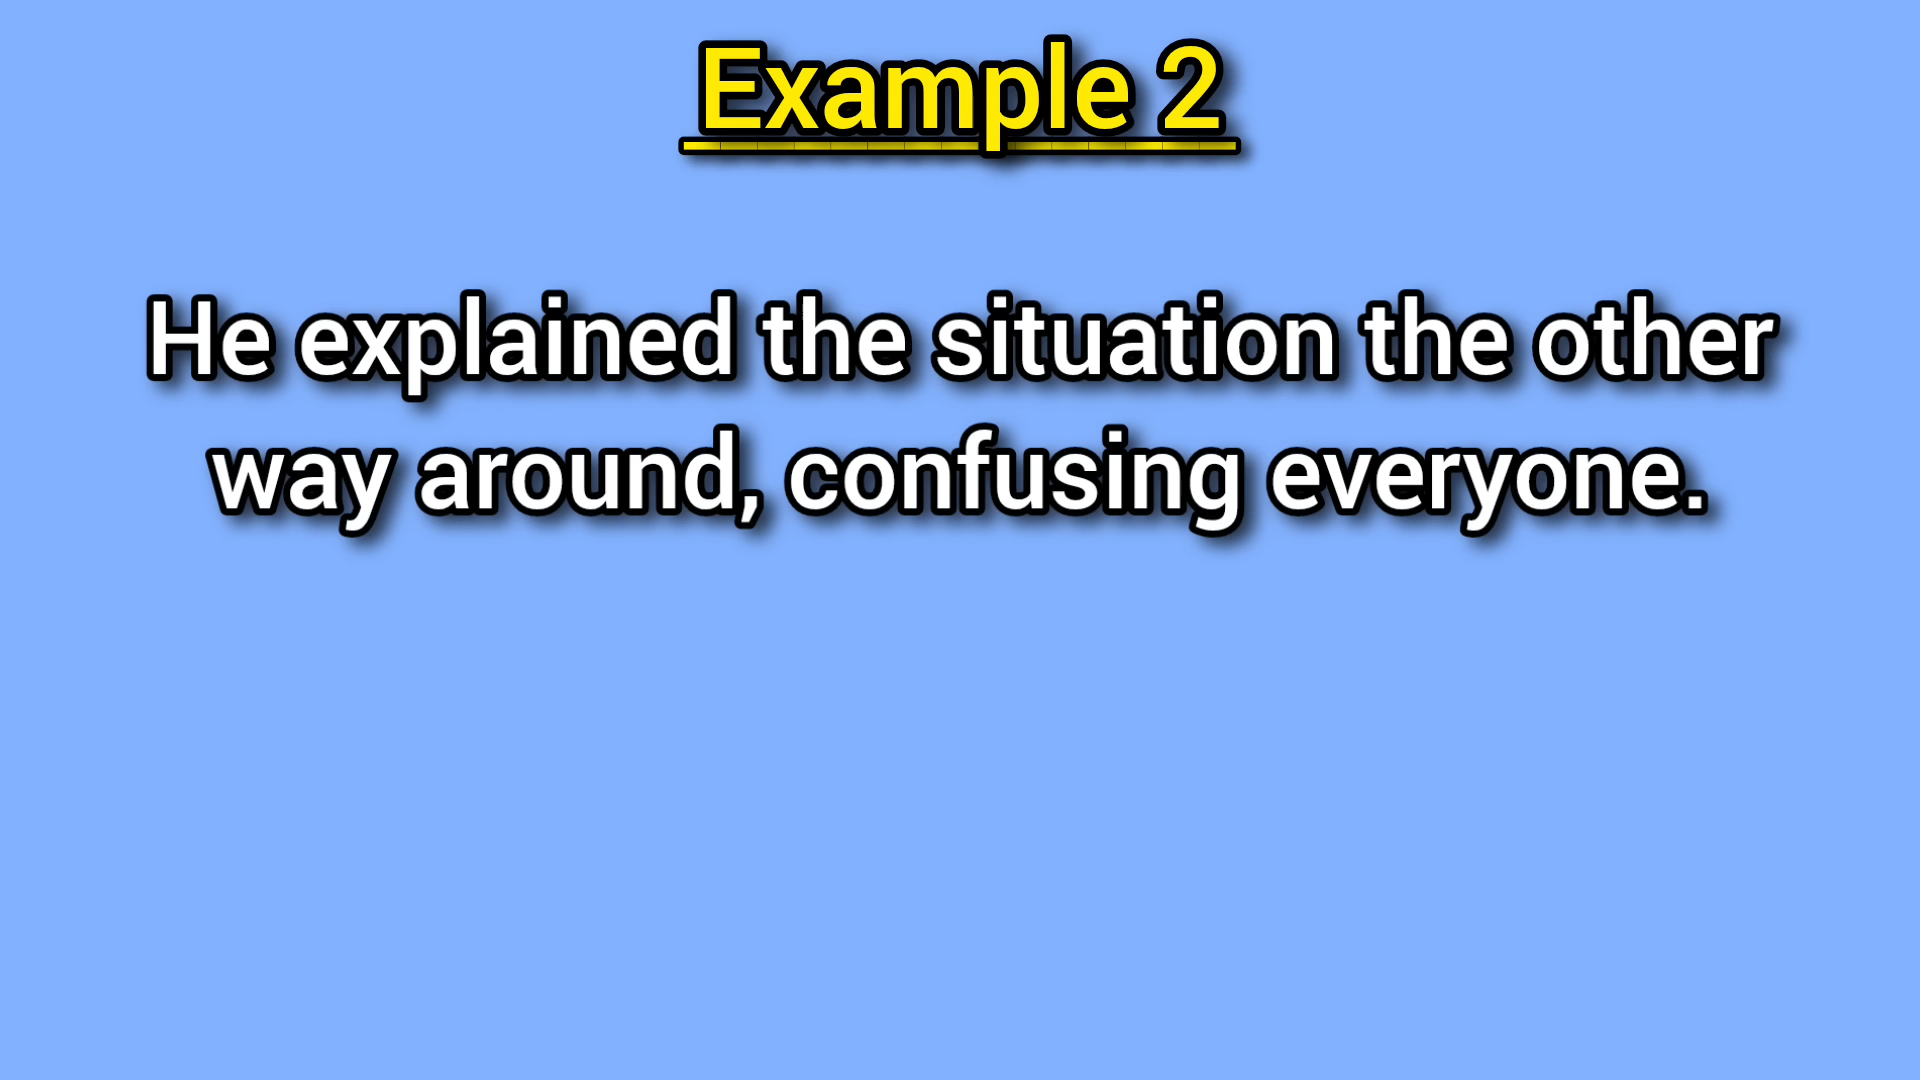 Example 2
He explained the situation the other
way around, confusing everyone.